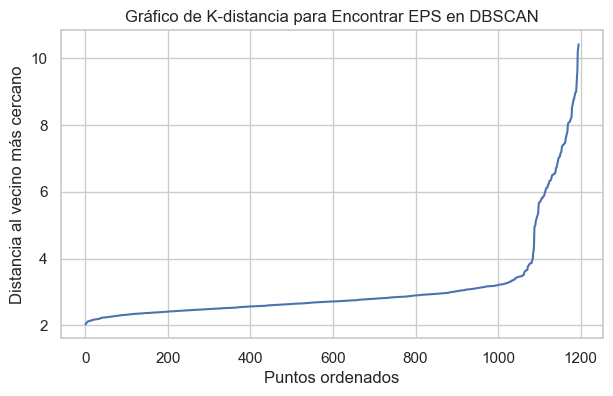 Gráfico de K-distancia para Encontrar EPS en DBSCAN
Distancia al vecino más cercano
10
8
6
4
2
0 200 400 600 800 1000 1200
Puntos ordenados